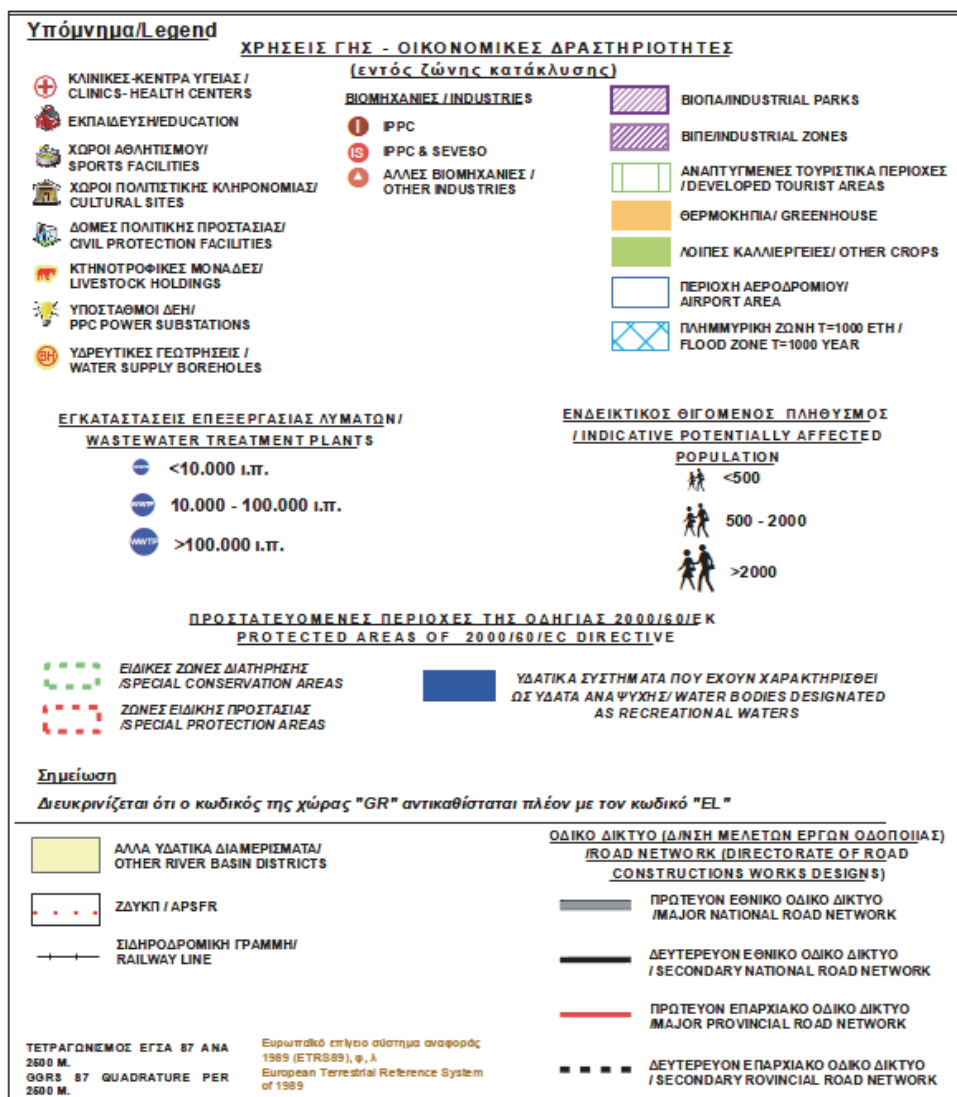 Υπόμνημα/Legend
ΧΡΗΣΕΙΣ ΓΗΣ - ΟΙΚΟΝΟΜΙΚΕΣ ΔΡΑΣΤΗΡΙΟΤΗΤΕΣ
(εντός ζώνης κατάκλυσης)
ΚΛΙΝΙΚΕΣ-ΚΕΝΤΡΑ ΥΓΕΙΑΣ /
CLINICS- HEALTH CENTERS
ΕΚΠΑΙΔΕΥΣΗ/EDUCATION
ΧΩΡΟΙ ΑΘΛΗΤΙΣΜΟΥ/
SPORTS FACILITIES
ΧΩΡΟΙ ΠΟΛΙΤΙΣΤΙΚΗΣ ΚΛΗΡΟΝΟΜΙΑΣ/
CULTURAL SITES
ΔΟΜΕΣ ΠΟΛΙΤΙΚΗΣ ΠΡΟΣΤΑΣΙΑΣ/
CIVIL PROTECTION FACILITIES
ΚΤΗΝΟΤΡΟΦΙΚΕΣ ΜΟΝΑΔΕΣ/
LIVESTOCK HOLDINGS
ΥΠΟΣΤΑΘΜΟΙ ΔΕΗ/
PPC POWER SUBSTATIONS
BH
ΥΔΡΕΥΤΙΚΕΣ ΓΕΩΤΡΗΣΕΙΣ /
WATER SUPPLY BOREHOLES
ΒΙΟΜΗΧΑΝΙΕΣ / INDUSTRIES
I IPPC
IS IPPC & SEVESO
ΑΛΛΕΣ ΒΙΟΜΗΧΑΝΙΕΣ /
OTHER INDUSTRIES
ΒΙΟΠΑ/INDUSTRIAL PARKS
ΒΙΠΕ/INDUSTRIAL ZONES
ΑΝΑΠΤΥΓΜΕΝΕΣ ΤΟΥΡΙΣΤΙΚΑ ΠΕΡΙΟΧΕΣ
/DEVELOPED TOURIST AREAS
ΘΕΡΜΟΚΗΠΙΑ/ GREENHOUSE
ΛΟΙΠΕΣ ΚΑΛΛΙΕΡΓΕΙΕΣ/ OTHER CROPS
ΠΕΡΙΟΧΗ ΑΕΡΟΔΡΟΜΙΟΥ/
AIRPORT AREA
ΠΛΗΜΜΥΡΙΚΗ ΖΩΝΗ T=1000 ΕΤΗ /
FLOOD ZONE T=1000 YEAR
ΕΓΚΑΤΑΣΤΑΣΕΙΣ ΕΠΕΞΕΡΓΑΣΙΑΣ ΛΥΜΑΤΩΝ/
WASTEWATER TREATMENT PLANTS
WWTP <10.000 ι.π.
WWTP 10.000 - 100.000 ι.π.
WWTP >100.000 ι.π.
ΕΝΔΕΙΚΤΙΚΟΣ ΘΙΓΟΜΕΝΟΣ ΠΛΗΘΥΣΜΟΣ
/ INDICATIVE POTENTIALLY AFFECTED
POPULATION
<500
500 - 2000
>2000
ΠΡΟΣΤΑΤΕΥΟΜΕΝΕΣ ΠΕΡΙΟΧΕΣ ΤΗΣ ΟΔΗΓΙΑΣ 2000/60/ΕΚ
PROTECTED AREAS OF 2000/60/EC DIRECTIVE
ΕΙΔΙΚΕΣ ΖΩΝΕΣ ΔΙΑΤΗΡΗΣΗΣ
/SPECIAL CONSERVATION AREAS
ΖΩΝΕΣ ΕΙΔΙΚΗΣ ΠΡΟΣΤΑΣΙΑΣ
/SPECIAL PROTECTION AREAS
ΥΔΑΤΙΚΑ ΣΥΣΤΗΜΑΤΑ ΠΟΥ ΕΧΟΥΝ ΧΑΡΑΚΤΗΡΙΣΘΕΙ
ΩΣ ΥΔΑΤΑ ΑΝΑΨΥΧΗΣ/ WATER BODIES DESIGNATED
AS RECREATIONAL WATERS
Σημείωση
Διευκρινίζεται ότι ο κωδικός της χώρας "GR" αντικαθίσταται πλέον με τον κωδικό "EL"
ΑΛΛΑ ΥΔΑΤΙΚΑ ΔΙΑΜΕΡΙΣΜΑΤΑ/
OTHER RIVER BASIN DISTRICTS
ΖΔΥΚΠ / APSFR
ΣΙΔΗΡΟΔΡΟΜΙΚΗ ΓΡΑΜΜΗ/
RAILWAY LINE
ΟΔΙΚΟ ΔΙΚΤΥΟ (Δ/ΝΣΗ ΜΕΛΕΤΩΝ ΕΡΓΩΝ ΟΔΟΠΟΙΙΑΣ)
/ROAD NETWORK (DIRECTORATE OF ROAD
CONSTRUCTIONS WORKS DESIGNS)
ΠΡΩΤΕΥΟΝ ΕΘΝΙΚΟ ΟΔΙΚΟ ΔΙΚΤΥΟ
/MAJOR NATIONAL ROAD NETWORK
ΔΕΥΤΕΡΕΥΟΝ ΕΘΝΙΚΟ ΟΔΙΚΟ ΔΙΚΤΥΟ
/ SECONDARY NATIONAL ROAD NETWORK
ΠΡΩΤΕΥΟΝ ΕΠΑΡΧΙΑΚΟ ΟΔΙΚΟ ΔΙΚΤΥΟ
/MAJOR PROVINCIAL ROAD NETWORK
ΔΕΥΤΕΡΕΥΟΝ ΕΠΑΡΧΙΑΚΟ ΟΔΙΚΟ ΔΙΚΤΥΟ
/ SECONDARY ROVINCIAL ROAD NETWORK
ΤΕΤΡΑΓΩΝΙΣΜΟΣ ΕΓΣΑ 87 ΑΝΑ
2500 Μ.
GGRS 87 QUADRATURE PER
2500 M.
Ευρωπαϊκό επίγειο σύστημα αναφοράς
1989 (ETRS89), φ, λ
European Terrestrial Reference System
of 1989